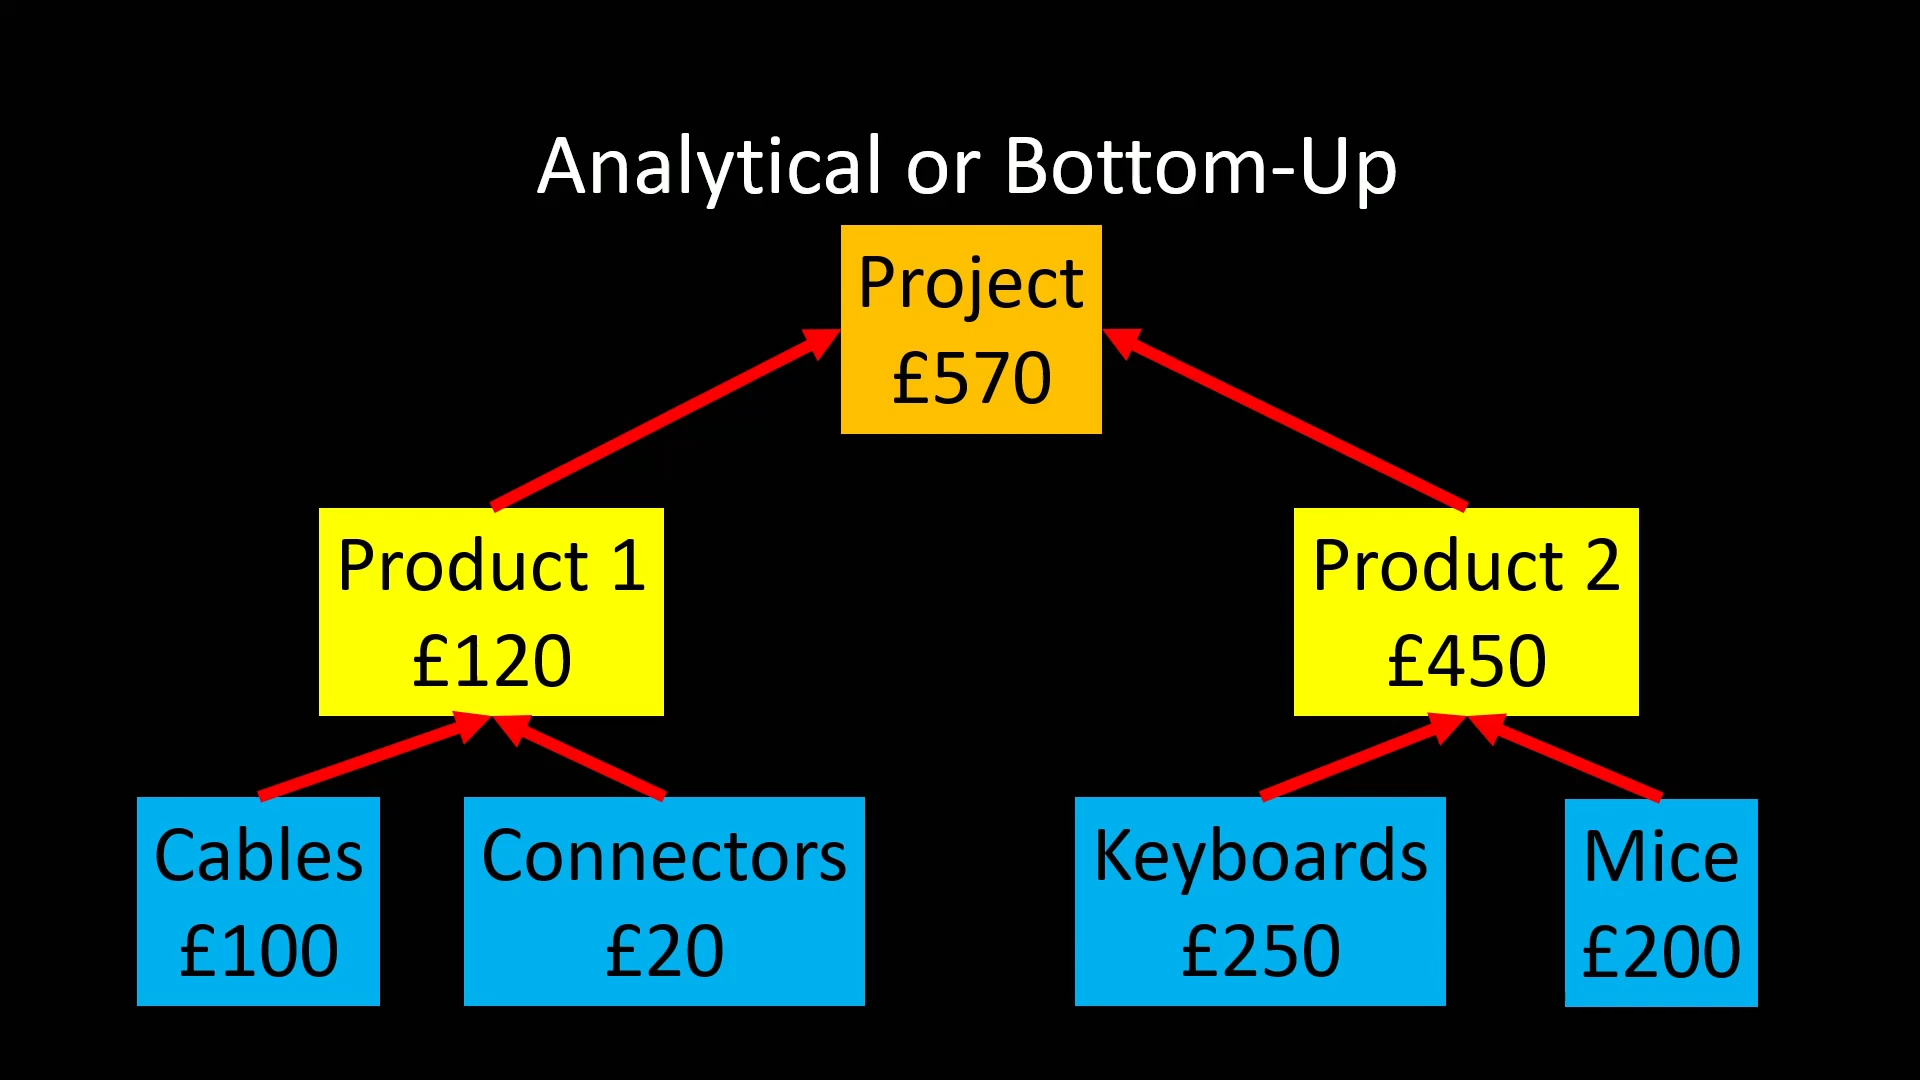 Analytical or Bottom-Up
Project
£570
Product 1
£120
Product 2
£450
Cables
£100
Connectors
£20
Keyboards
£250
Mice
£200